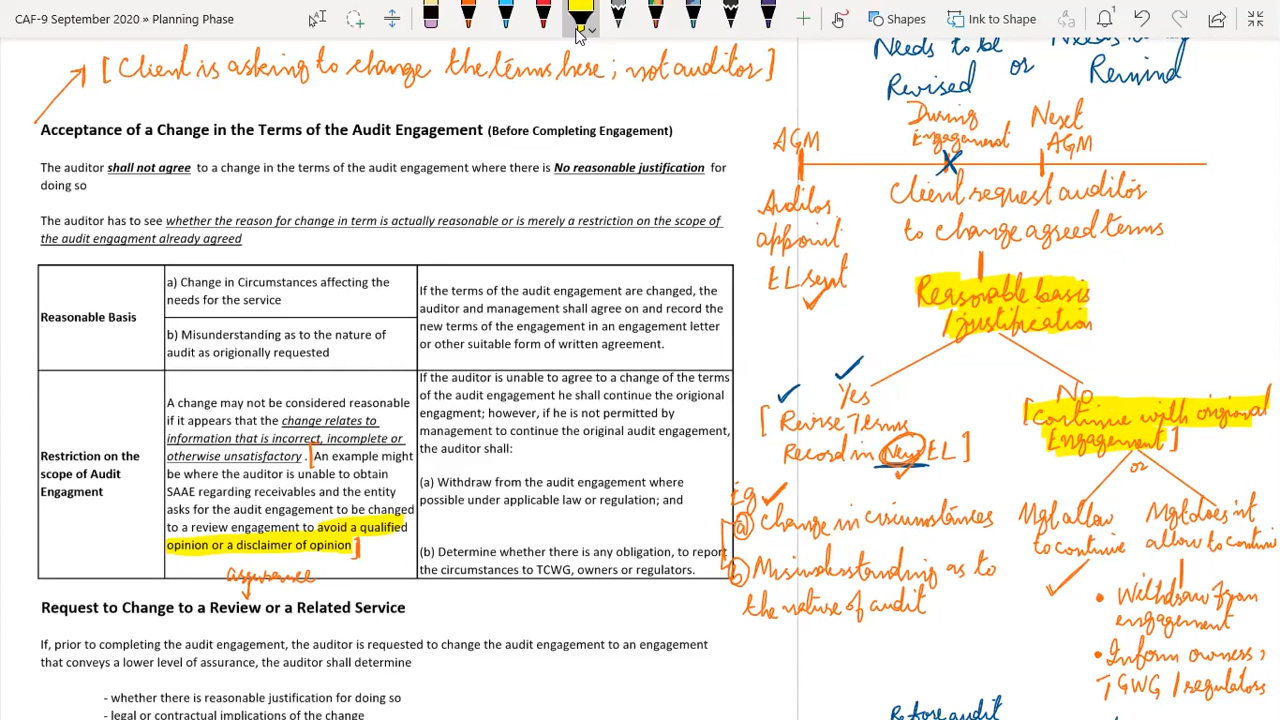 CAF-9 September 2020 » Planning Phase
Shapes
Ink to Shape
[Client is asking to change the terms here; not auditor]
Acceptance of a Change in the Terms of the Audit Engagement (Before Completing Engagement)
The auditor shall not agree to a change in the terms of the audit engagement where there is No reasonable justification for
doing so
The auditor has to see whether the reason for change in term is actually reasonable or is merely a restriction on the scope of
the audit engagment already agreed
Reasonable Basis
a) Change in Circumstances affecting the
needs for the service
b) Misunderstanding as to the nature of
audit as origionally requested
If the terms of the audit engagement are changed, the
auditor and management shall agree on and record the
new terms of the engagement in an engagement letter
or other suitable form of written agreement.
Restriction on the
scope of Audit
Engagment
A change may not be considered reasonable
if it appears that the change relates to
information that is incorrect, incomplete or
otherwise unsatisfactory . [An example might
be where the auditor is unable to obtain
SAAE regarding receivables and the entity
asks for the audit engagement to be changed
to a review engagement to avoid a qualified
opinion or a disclaimer of opinion]
If the auditor is unable to agree to a change of the terms
of the audit engagement he shall continue the origional
engagment; however, if he is not permitted by
management to continue the original audit engagement,
the auditor shall:
(a) Withdraw from the audit engagement where
possible under applicable law or regulation; and
(b) Determine whether there is any obligation, to report
the circumstances to TCWG, owners or regulators.
assurance
Request to Change to a Review or a Related Service
If, prior to completing the audit engagement, the auditor is requested to change the audit engagement to an engagement
that conveys a lower level of assurance, the auditor shall determine
- whether there is reasonable justification for doing so
- legal or contractual implications of the change
Needs to be
Revised
or
Remind
AGM
During
Engagement
Next
AGM
Auditor
appoint
EL sent
Client request auditor
to change agreed terms
Reasonable basis
/justification
Yes
[Revise Terms
Record in New EL]
No
[Continue with origional
Engagement]
or
Eg
a) Change in circumstances
b) Misunderstanding as to
the nature of audit
Mgt allow
to continue
Mgt does n't
allow to continue
• Withdraw from
engagement
• Inform owners,
TCWG / regulators
Before audit